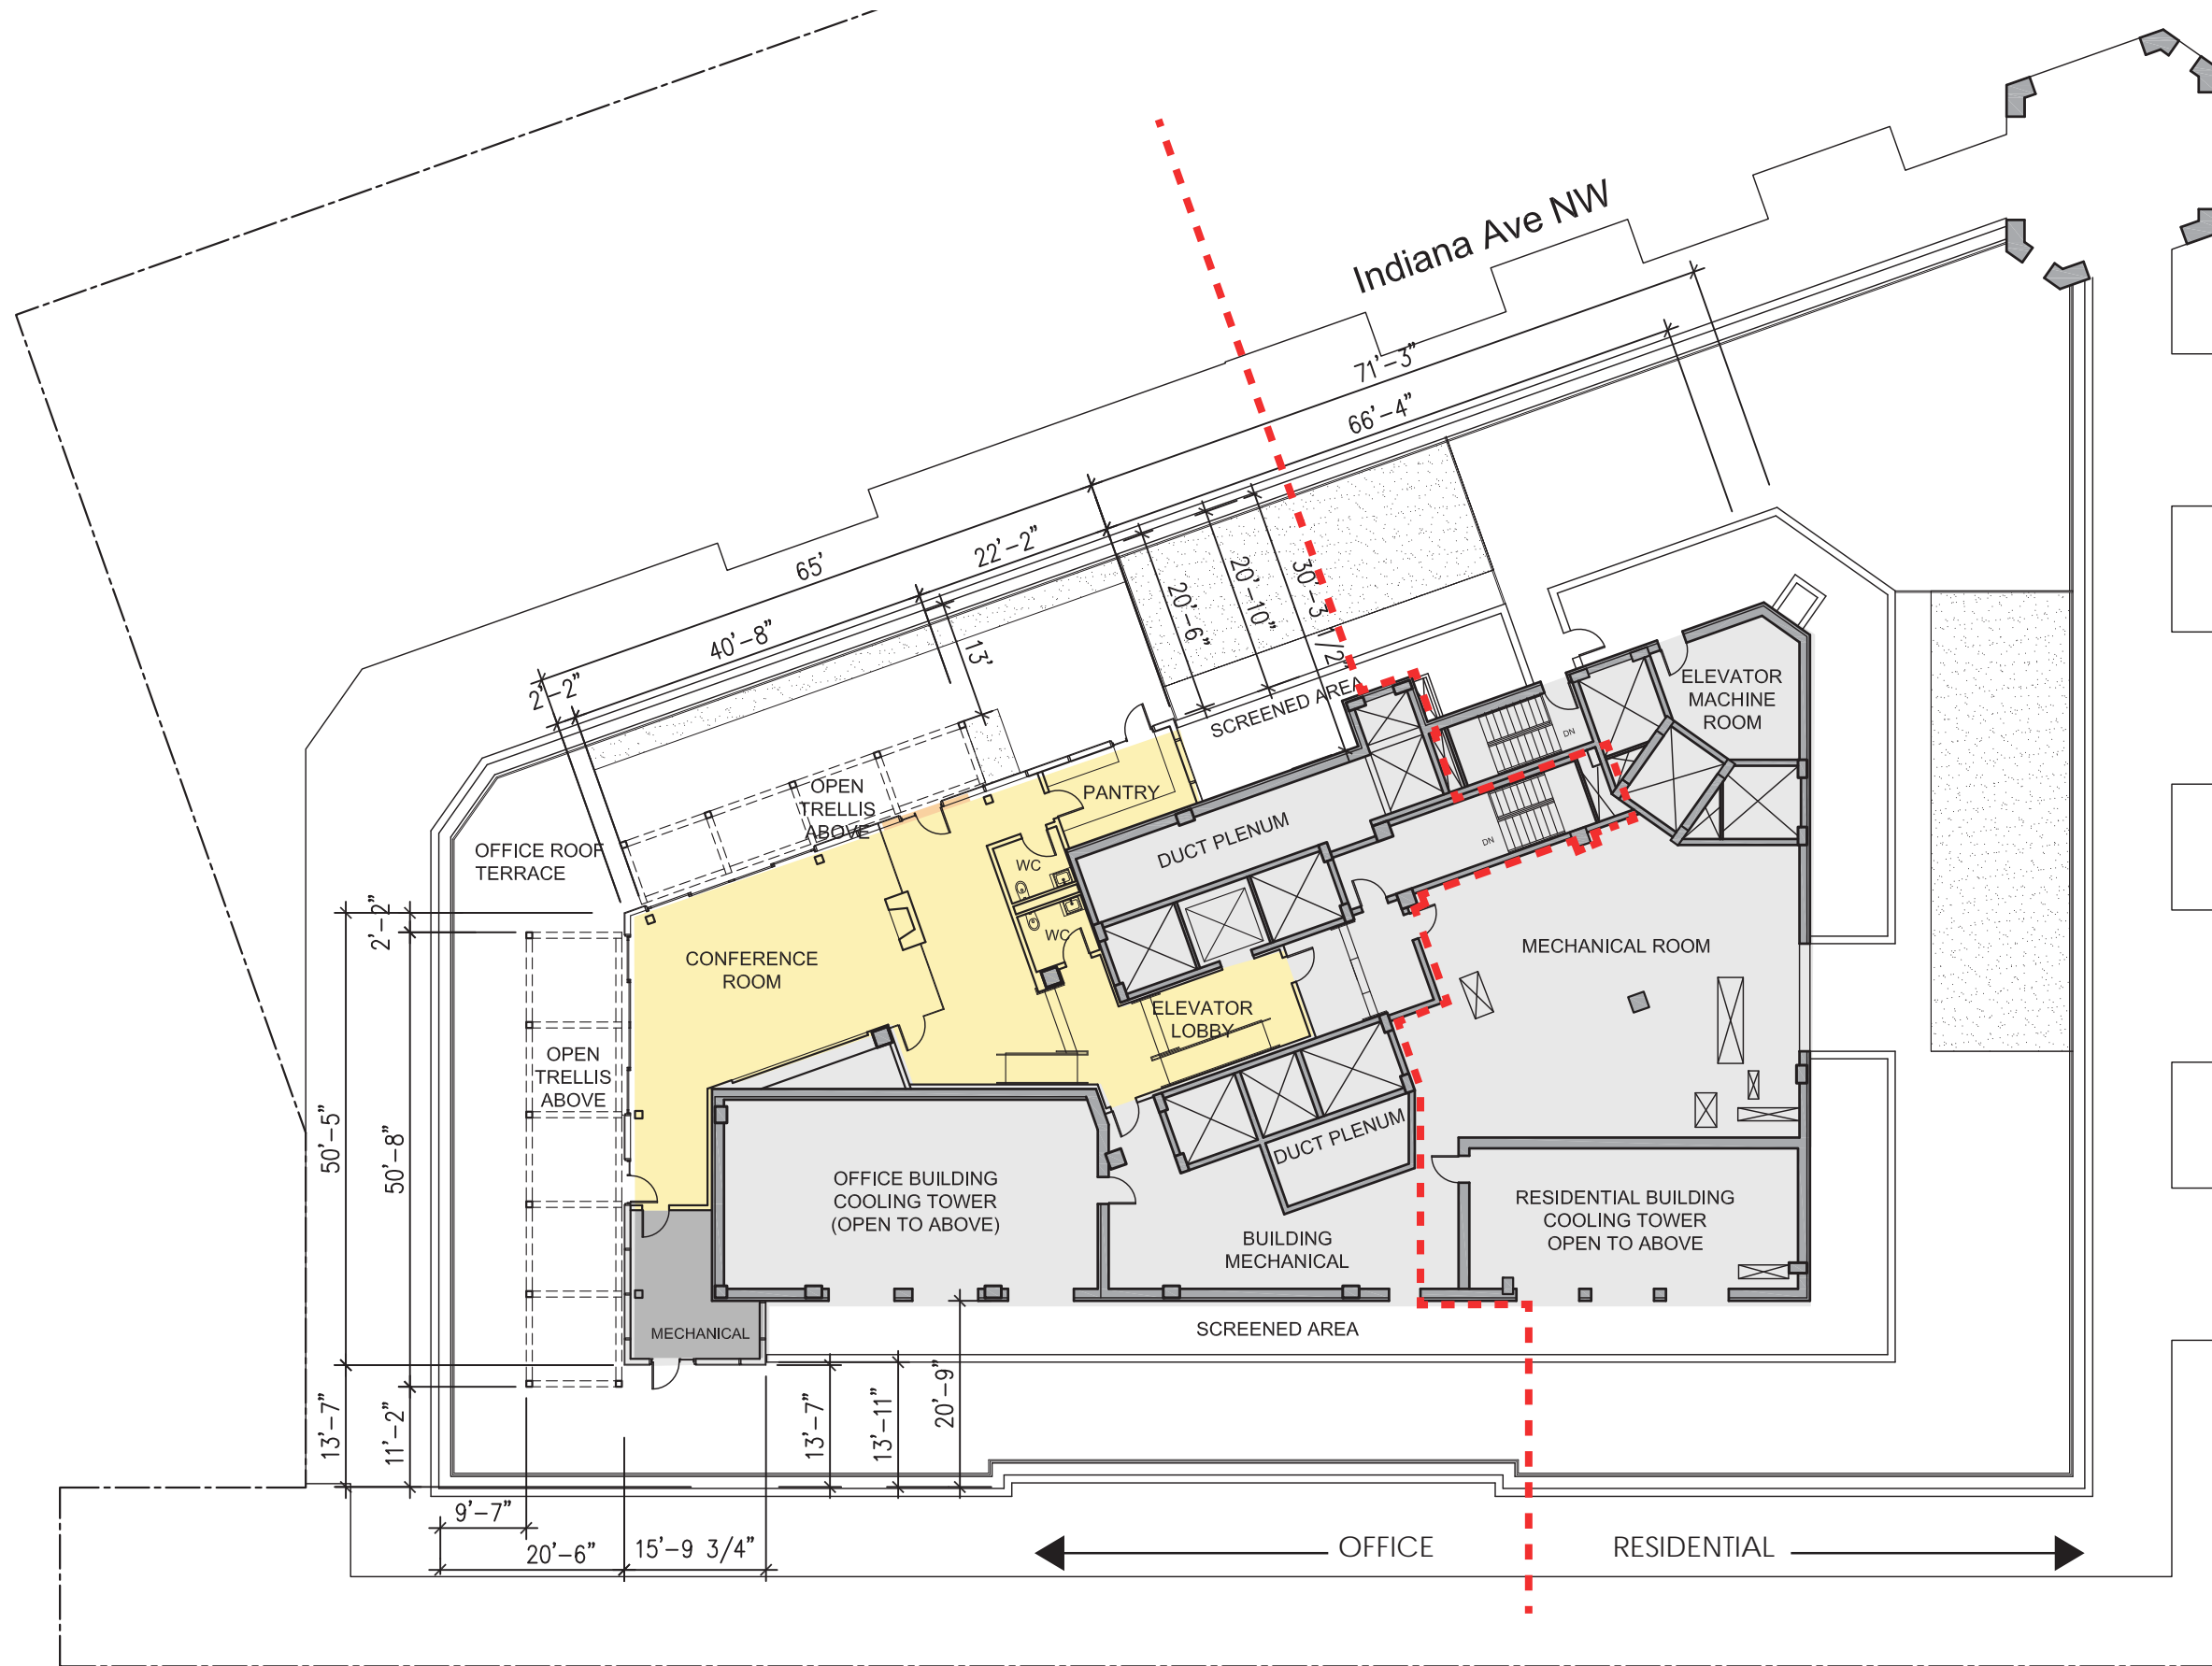 Indiana Ave NW
71'-3"
66'-4"
65'
22'-2"
40'-8"
2'-2"
13'
20'-6"
20'-10"
30'-3 1/2"
SCREENED AREA
ELEVATOR
MACHINE
ROOM
DN
DN
PANTRY
OPEN
TRELLIS
ABOVE
OFFICE ROOF
TERRACE
DUCT PLENUM
WC
WC
2'-2"
CONFERENCE
ROOM
MECHANICAL ROOM
ELEVATOR
LOBBY
OPEN
TRELLIS
ABOVE
50'-5"
50'-8"
DUCT PLENUM
OFFICE BUILDING
COOLING TOWER
(OPEN TO ABOVE)
RESIDENTIAL BUILDING
COOLING TOWER
OPEN TO ABOVE
BUILDING
MECHANICAL
MECHANICAL
SCREENED AREA
13'-7"
11'-2"
13'-7"
13'-11"
20'-9"
9'-7"
20'-6"
15'-9 3/4"
OFFICE
RESIDENTIAL